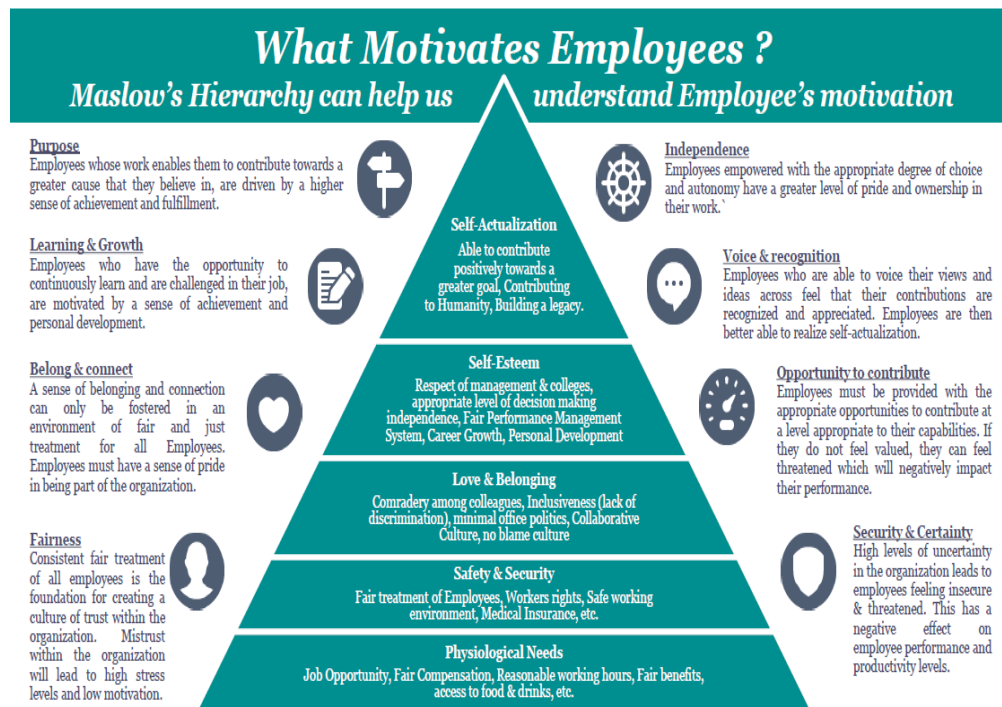 What Motivates Employees ?
Maslow's Hierarchy can help us understand Employee's motivation
Purpose
Employees whose work enables them to contribute towards a
greater cause that they believe in, are driven by a higher
sense of achievement and fulfillment.
Learning & Growth
Employees who have the opportunity to
continuously learn and are challenged in their job,
are motivated by a sense of achievement and
personal development.
Belong & connect
A sense of belonging and connection
can only be fostered in an
environment of fair and just
treatment for all Employees.
Employees must have a sense of pride
in being part of the organization.
Fairness
Consistent fair treatment
of all employees is the
foundation for creating a
culture of trust within the
organization. Mistrust
within the organization
will lead to high stress
levels and low motivation.
Self-Actualization
Able to contribute
positively towards a
greater goal, Contributing
to Humanity, Building a legacy.
Self-Esteem
Respect of management & colleges,
appropriate level of decision making
independence, Fair Performance Management
System, Career Growth, Personal Development
Love & Belonging
Comradery among colleagues, Inclusiveness (lack of
discrimination), minimal office politics, Collaborative
Culture, no blame culture
Safety & Security
Fair treatment of Employees, Workers rights, Safe working
environment, Medical Insurance, etc.
Physiological Needs
Job Opportunity, Fair Compensation, Reasonable working hours, Fair benefits,
access to food & drinks, etc.
Independence
Employees empowered with the appropriate degree of choice
and autonomy have a greater level of pride and ownership in
their work.`
Voice & recognition
Employees who are able to voice their views and
ideas across feel that their contributions are
recognized and appreciated. Employees are then
better able to realize self-actualization.
Opportunity to contribute
Employees must be provided with the
appropriate opportunities to contribute at
a level appropriate to their capabilities. If
they do not feel valued, they can feel
threatened which will negatively impact
their performance.
Security & Certainty
High levels of uncertainty
in the organization leads to
employees feeling insecure
& threatened. This has a
negative effect on
employee performance and
productivity levels.